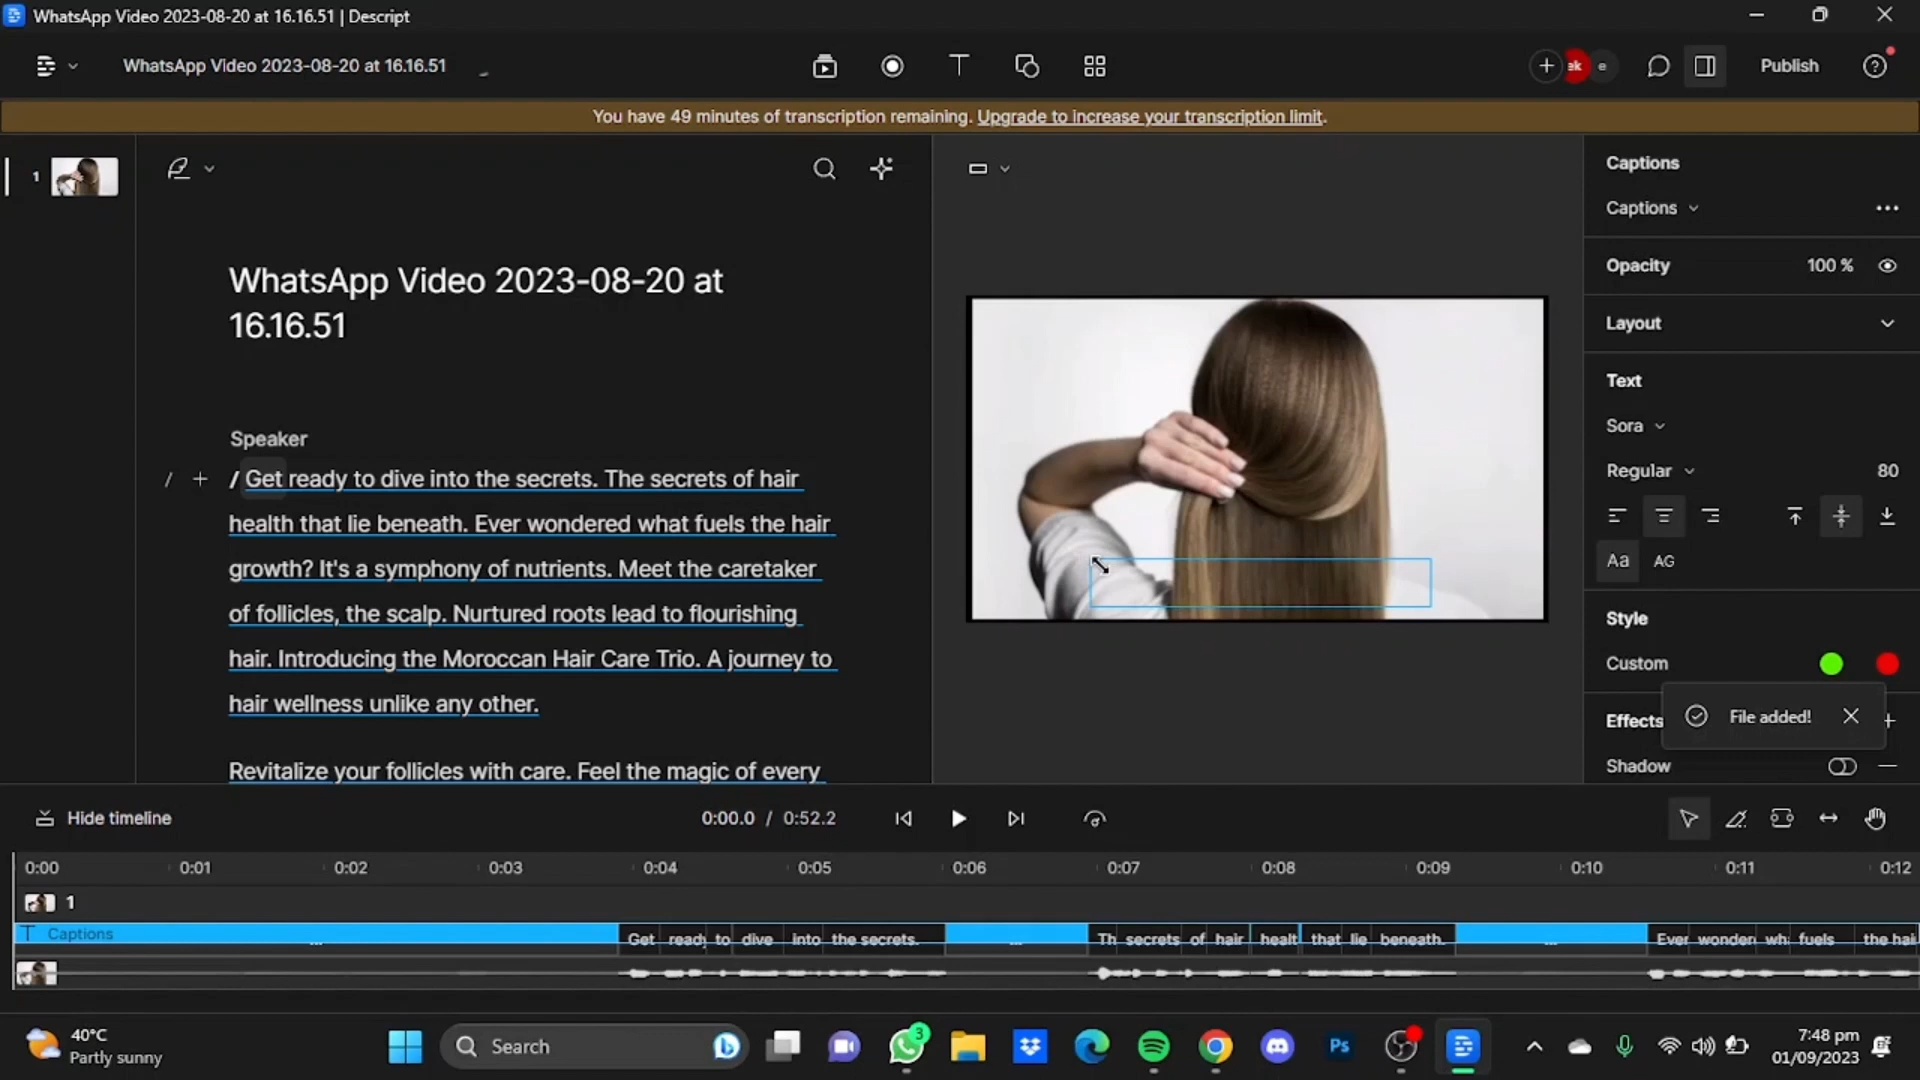 WhatsApp Video 2023-08-20 at 16.16.51 | Descript
WhatsApp Video 2023-08-20 at 16.16.51
ek
e
Publish
You have 49 minutes of transcription remaining. Upgrade to increase your transcription limit.
1
WhatsApp Video 2023-08-20 at
16.16.51
Speaker
/ + / Get ready to dive into the secrets. The secrets of hair
health that lie beneath. Ever wondered what fuels the hair
growth? It's a symphony of nutrients. Meet the caretaker
of follicles, the scalp. Nurtured roots lead to flourishing
hair. Introducing the Moroccan Hair Care Trio. A journey to
hair wellness unlike any other.
Revitalize your follicles with care. Feel the magic of every
Captions
Captions
Opacity 100 %
Layout
Text
Sora
Regular 80
Aa AG
Style
Custom
Effects
File added!
Shadow
Hide timeline
0:00.0 / 0:52.2
0:00 0:01 0:02 0:03 0:04 0:05 0:06 0:07 0:08 0:09 0:10 0:11 0:12
1
T Captions ... Get ready to dive into the secrets. ... Th secrets of hair healt that lie beneath. ... Ever wonder wh fuels the hai
40°C
Partly sunny
Search
3
Ps
7:48 pm
01/09/2023